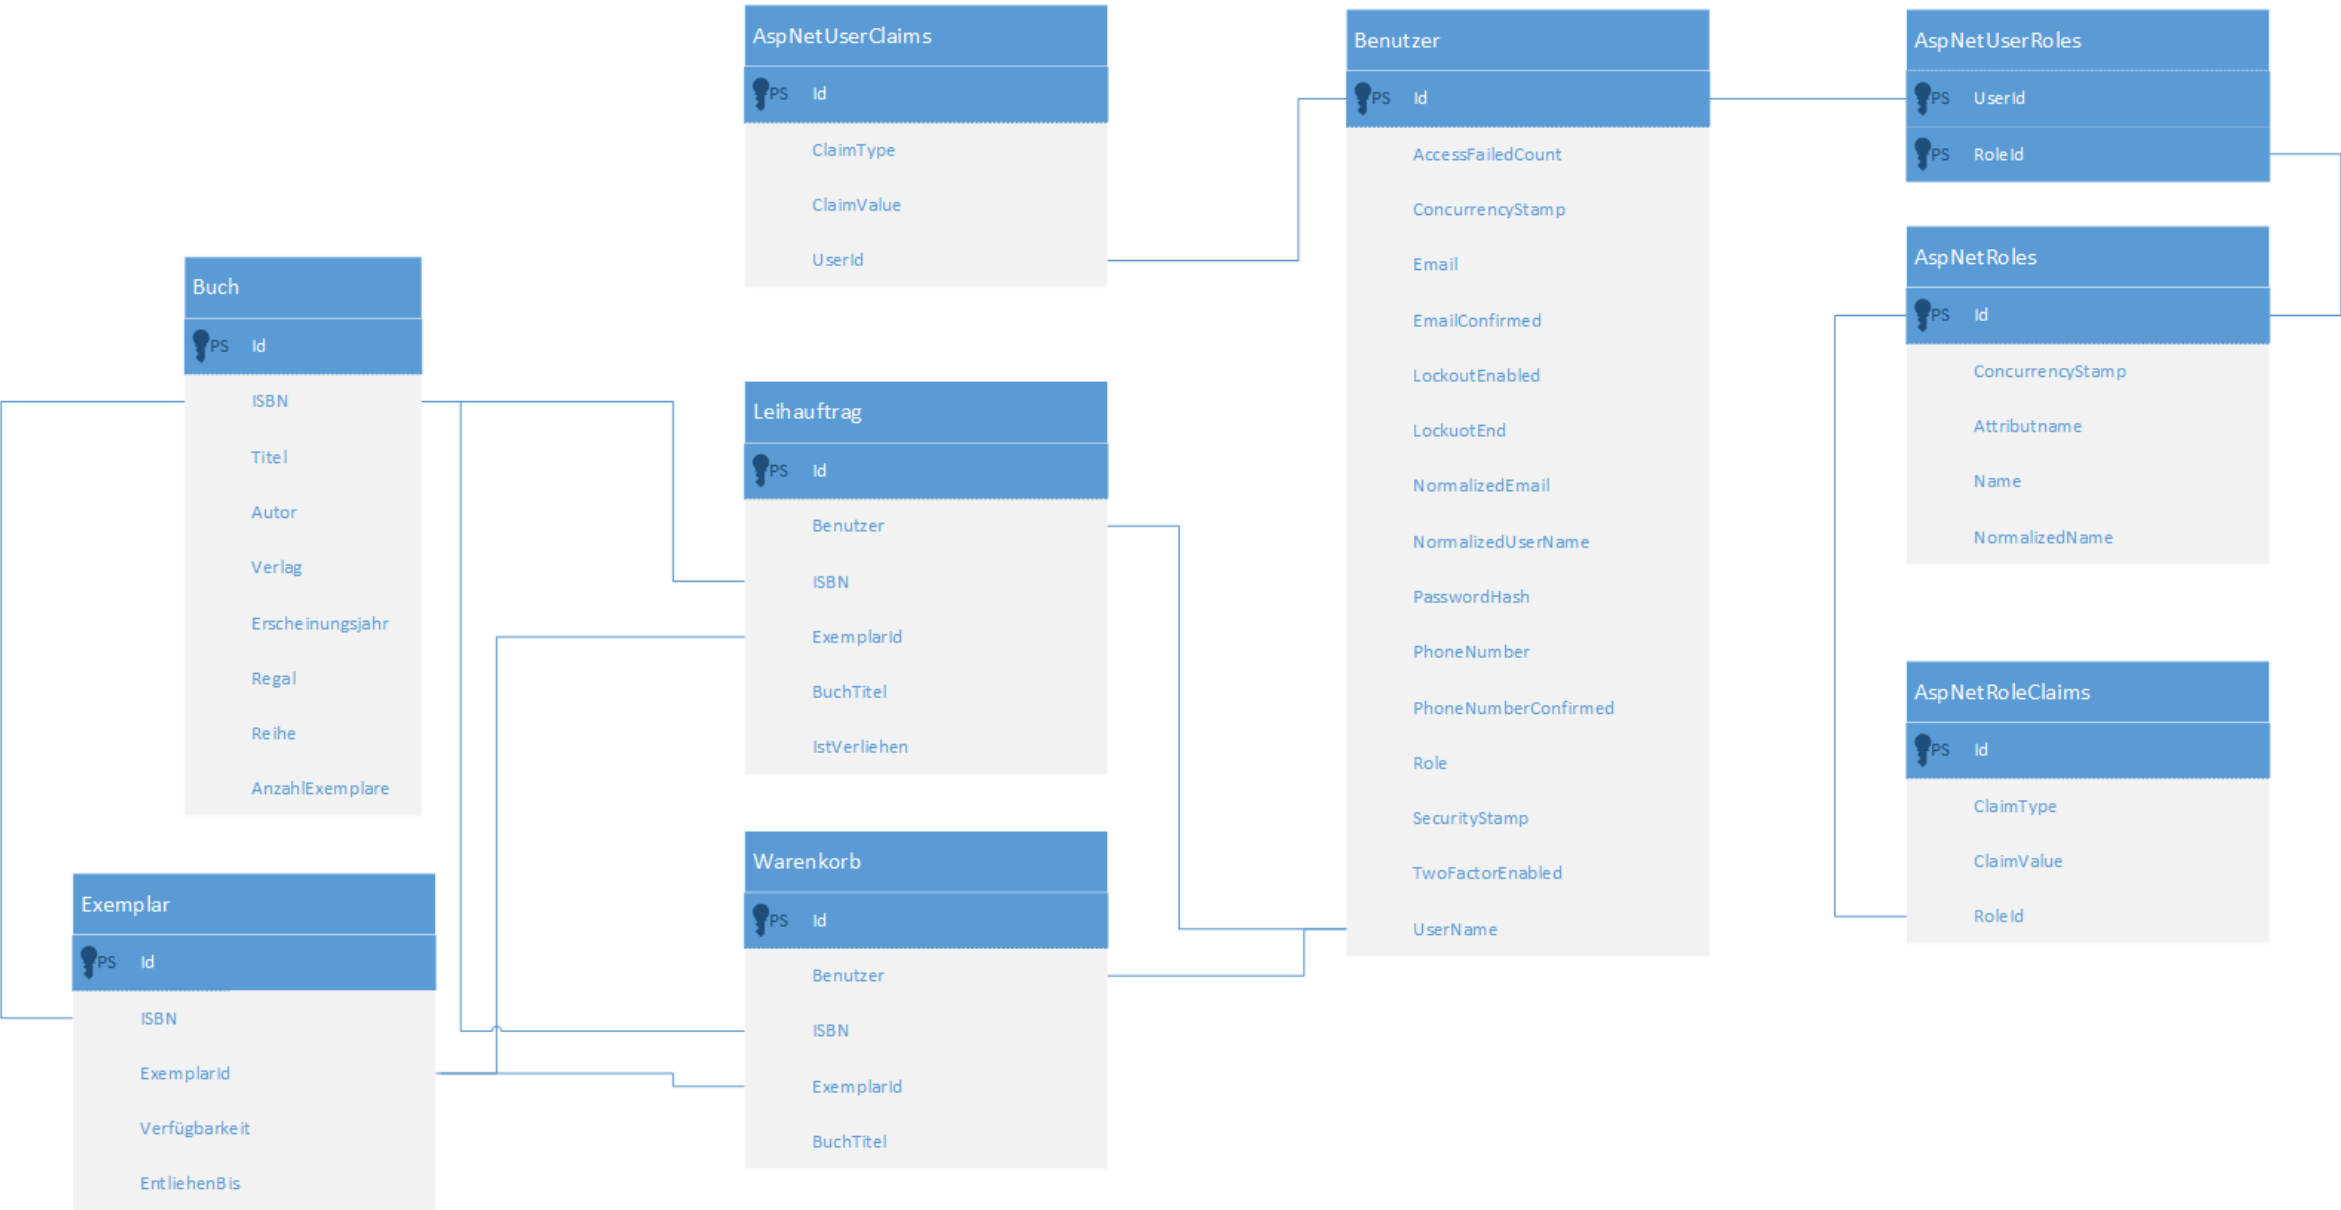 AspNetUserClaims
PS Id
ClaimType
ClaimValue
UserId
Benutzer
PS Id
AccessFailedCount
ConcurrencyStamp
Email
EmailConfirmed
LockoutEnabled
LockuotEnd
NormalizedEmail
NormalizedUserName
PasswordHash
PhoneNumber
PhoneNumberConfirmed
Role
SecurityStamp
TwoFactorEnabled
UserName
AspNetUserRoles
PS UserId
PS RoleId
AspNetRoles
PS Id
ConcurrencyStamp
Attributname
Name
NormalizedName
AspNetRoleClaims
PS Id
ClaimType
ClaimValue
RoleId
Buch
PS Id
ISBN
Titel
Autor
Verlag
Erscheinungsjahr
Regal
Reihe
AnzahlExemplare
Leihauftrag
PS Id
Benutzer
ISBN
ExemplarId
BuchTitel
IstVerliehen
Warenkorb
PS Id
Benutzer
ISBN
ExemplarId
BuchTitel
Exemplar
PS Id
ISBN
ExemplarId
Verfügbarkeit
EntliehenBis